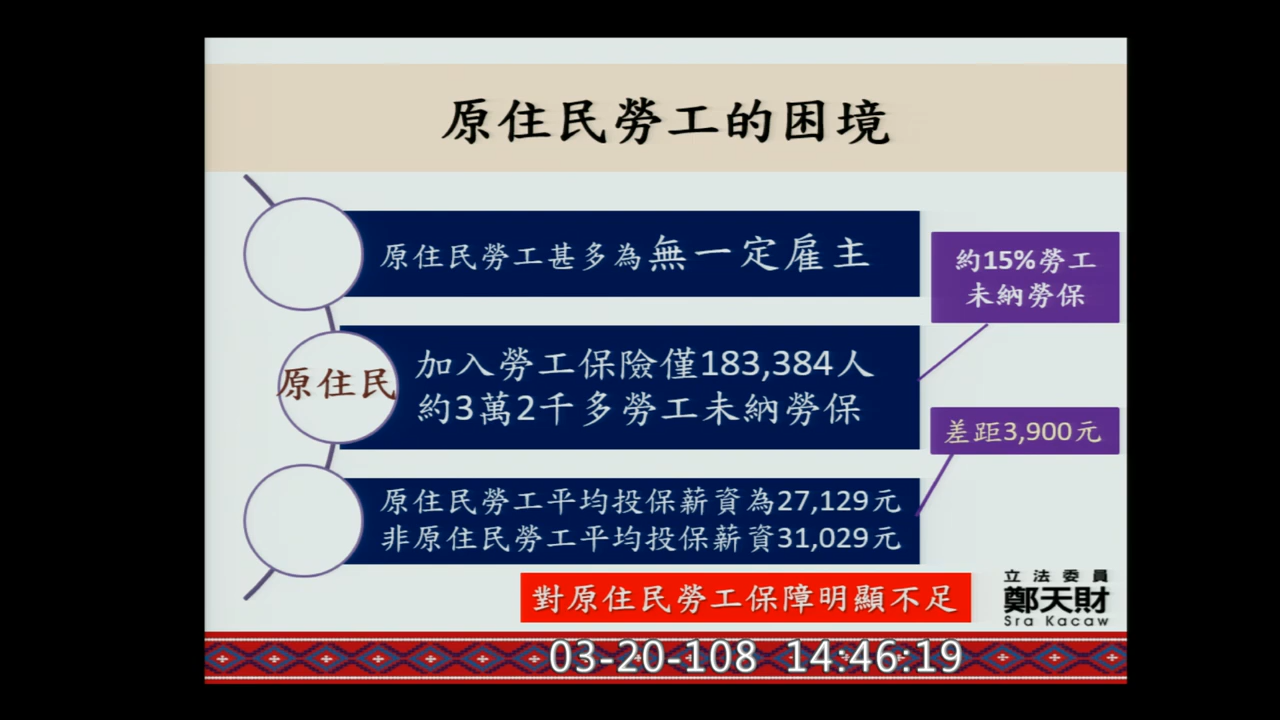 原住民勞工的困境
原住民勞工甚多為無一定雇主
約15%勞工
未納勞保
原住民
加入勞工保險僅183,384人
約3萬2千多勞工未納勞保
差距3,900元
原住民勞工平均投保薪資為27,129元
非原住民勞工平均投保薪資31,029元
對原住民勞工保障明顯不足
立法委員
鄭天財
Sra Kacaw
03-20-108 14:46:19